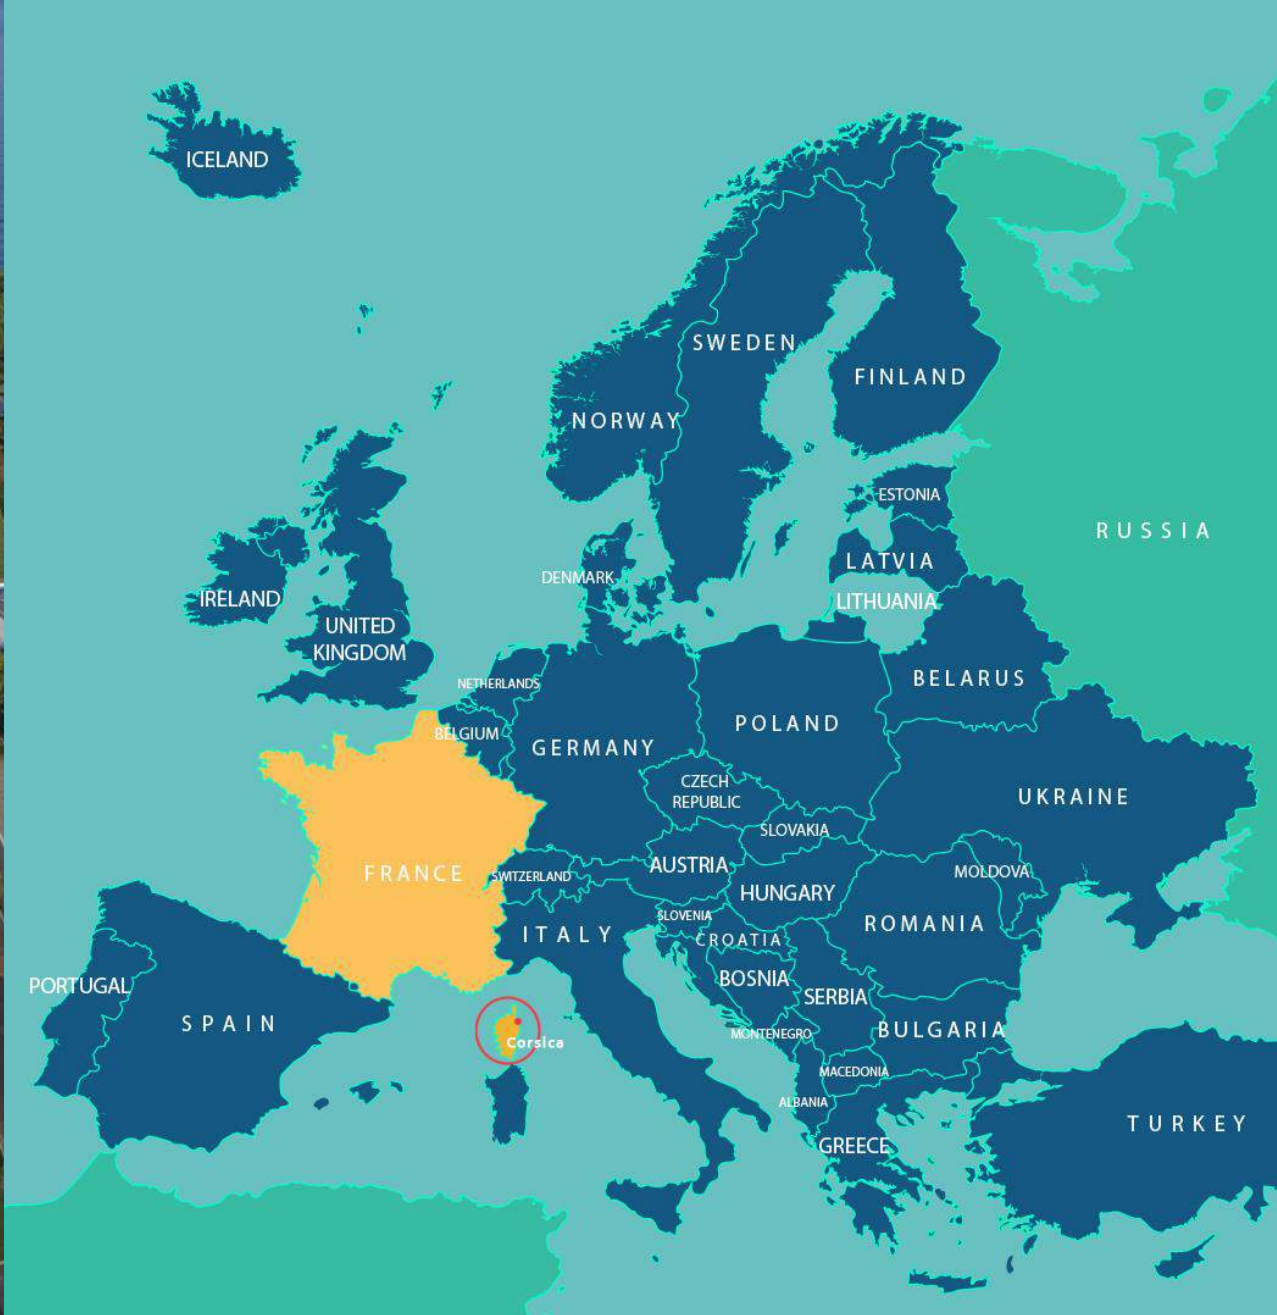 ICELAND
SWEDEN
FINLAND
NORWAY
ESTONIA
RUSSIA
LATVIA
DENMARK
IRELAND
LITHUANIA
UNITED
KINGDOM
BELARUS
NETHERLANDS
POLAND
BELGIUM
GERMANY
CZECH
REPUBLIC
UKRAINE
SLOVAKIA
FRANCE
SWITZERLAND
AUSTRIA
MOLDOVA
HUNGARY
SLOVENIA
ROMANIA
ITALY
CROATIA
BOSNIA
PORTUGAL
SERBIA
SPAIN
MONTENEGRO
BULGARIA
Corsica
MACEDONIA
ALBANIA
TURKEY
GREECE